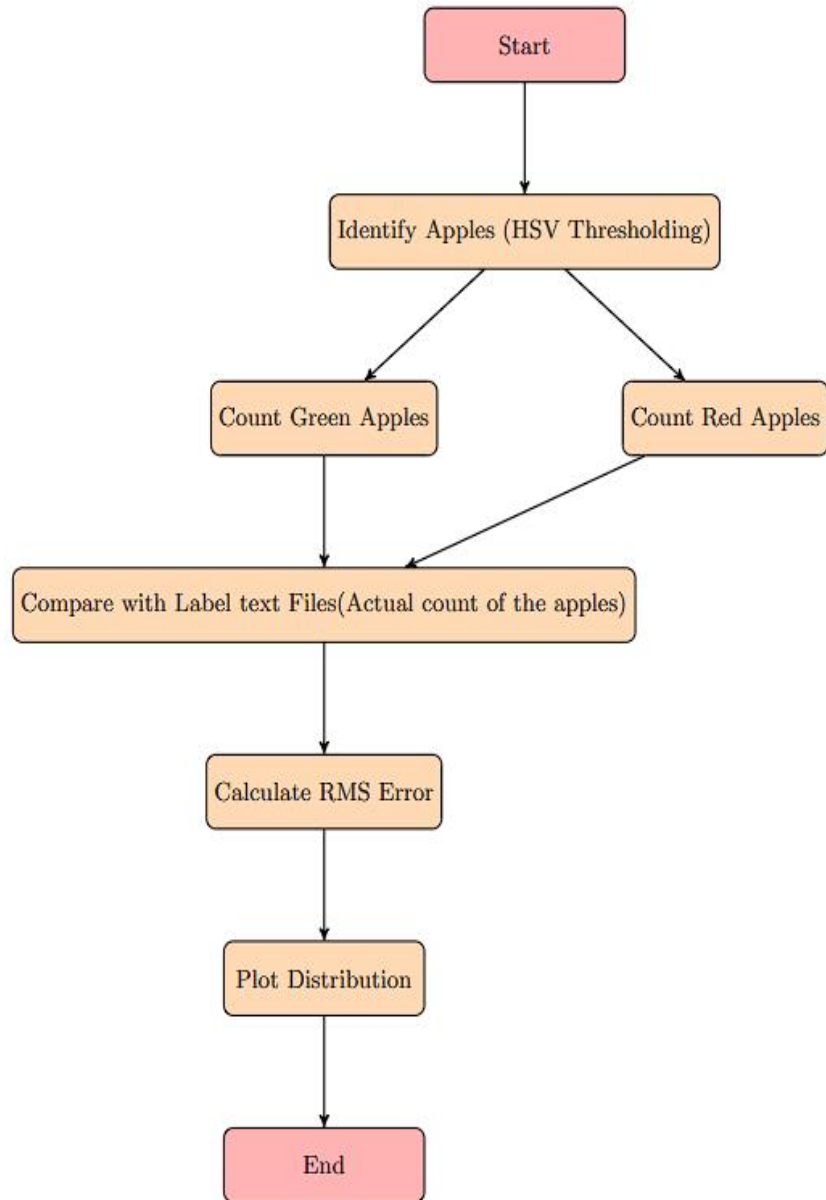 Start
Identify Apples (HSV Thresholding)
Count Green Apples
Count Red Apples
Compare with Label text Files(Actual count of the apples)
Calculate RMS Error
Plot Distribution
End